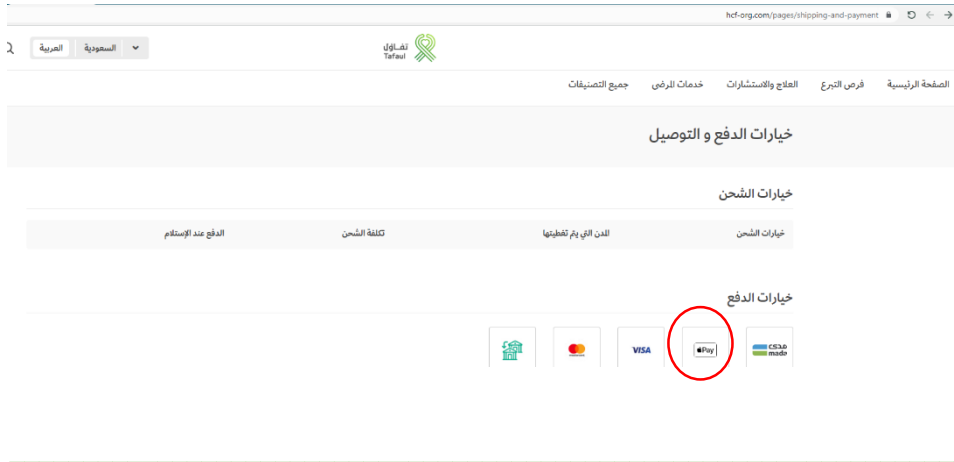 hcf-org.com/pages/shipping-and-payment
السعودية العربية
تفاؤل
Tafaul
الصفحة الرئيسية فرص التبرع العلاج والاستشارات خدمات المرضى جميع التصنيفات
خيارات الدفع و التوصيل
خيارات الشحن
خيارات الشحن المدن التي يتم تغطيتها تكلفة الشحن الدفع عند الإستلام
خيارات الدفع
مدى mada Pay VISA